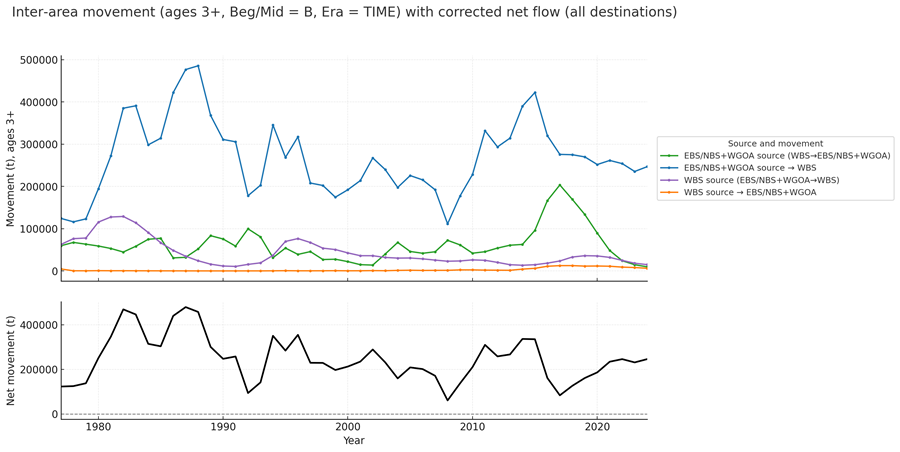 Inter-area movement (ages 3+, Beg/Mid = B, Era = TIME) with corrected net flow (all destinations)
500000
400000
300000
200000
100000
0
Movement (t), ages 3+
Source and movement
EBS/NBS+WGOA source (WBS→EBS/NBS+WGOA)
EBS/NBS+WGOA source → WBS
WBS source (EBS/NBS+WGOA→WBS)
WBS source → EBS/NBS+WGOA
400000
200000
0
Net movement (t)
1980
1990
2000
2010
2020
Year